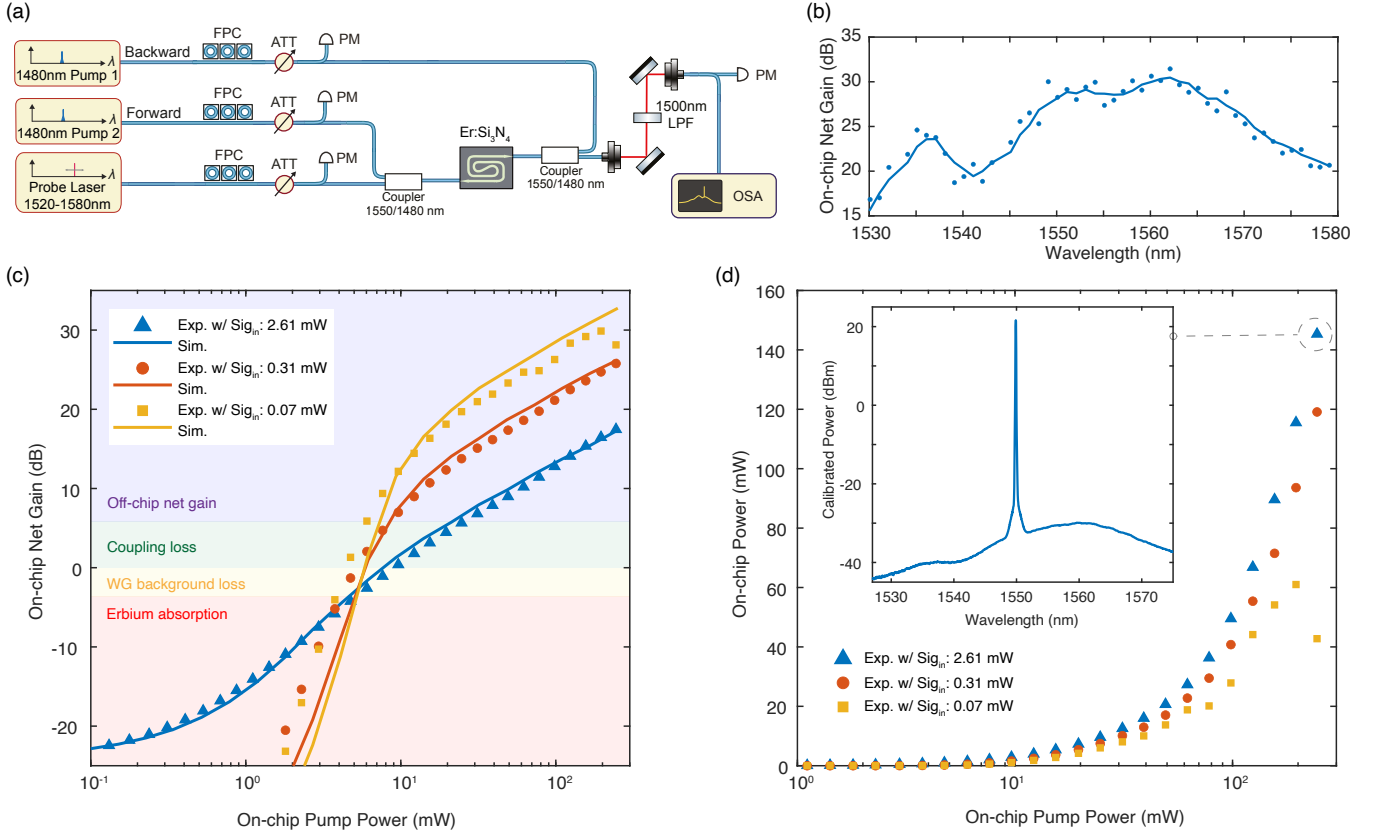 (a)
FPC
ATT
PM
λ
Backward
1480nm Pump 1
FPC
ATT
PM
λ
Forward
1480nm Pump 2
FPC
ATT
PM
λ
Probe Laser
1520-1580nm
Coupler
1550/1480 nm
Er:Si₃N₄
Coupler
1550/1480 nm
1500nm
LPF
PM
OSA
(b)
On-chip Net Gain (dB)
35
30
25
20
15
1530
1540
1550
1560
1570
1580
Wavelength (nm)
(c)
On-chip Net Gain (dB)
30
20
10
0
-10
-20
Exp. w/ Sigᵢₙ: 2.61 mW
Sim.
Exp. w/ Sigᵢₙ: 0.31 mW
Sim.
Exp. w/ Sigᵢₙ: 0.07 mW
Sim.
Off-chip net gain
Coupling loss
WG background loss
Erbium absorption
10⁻¹
10⁰
10¹
10²
On-chip Pump Power (mW)
(d)
On-chip Power (mW)
160
140
120
100
80
60
40
20
0
Calibrated Power (dBm)
20
0
-20
-40
1530
1540
1550
1560
1570
Wavelength (nm)
Exp. w/ Sigᵢₙ: 2.61 mW
Exp. w/ Sigᵢₙ: 0.31 mW
Exp. w/ Sigᵢₙ: 0.07 mW
10¹
10²
On-chip Pump Power (mW)